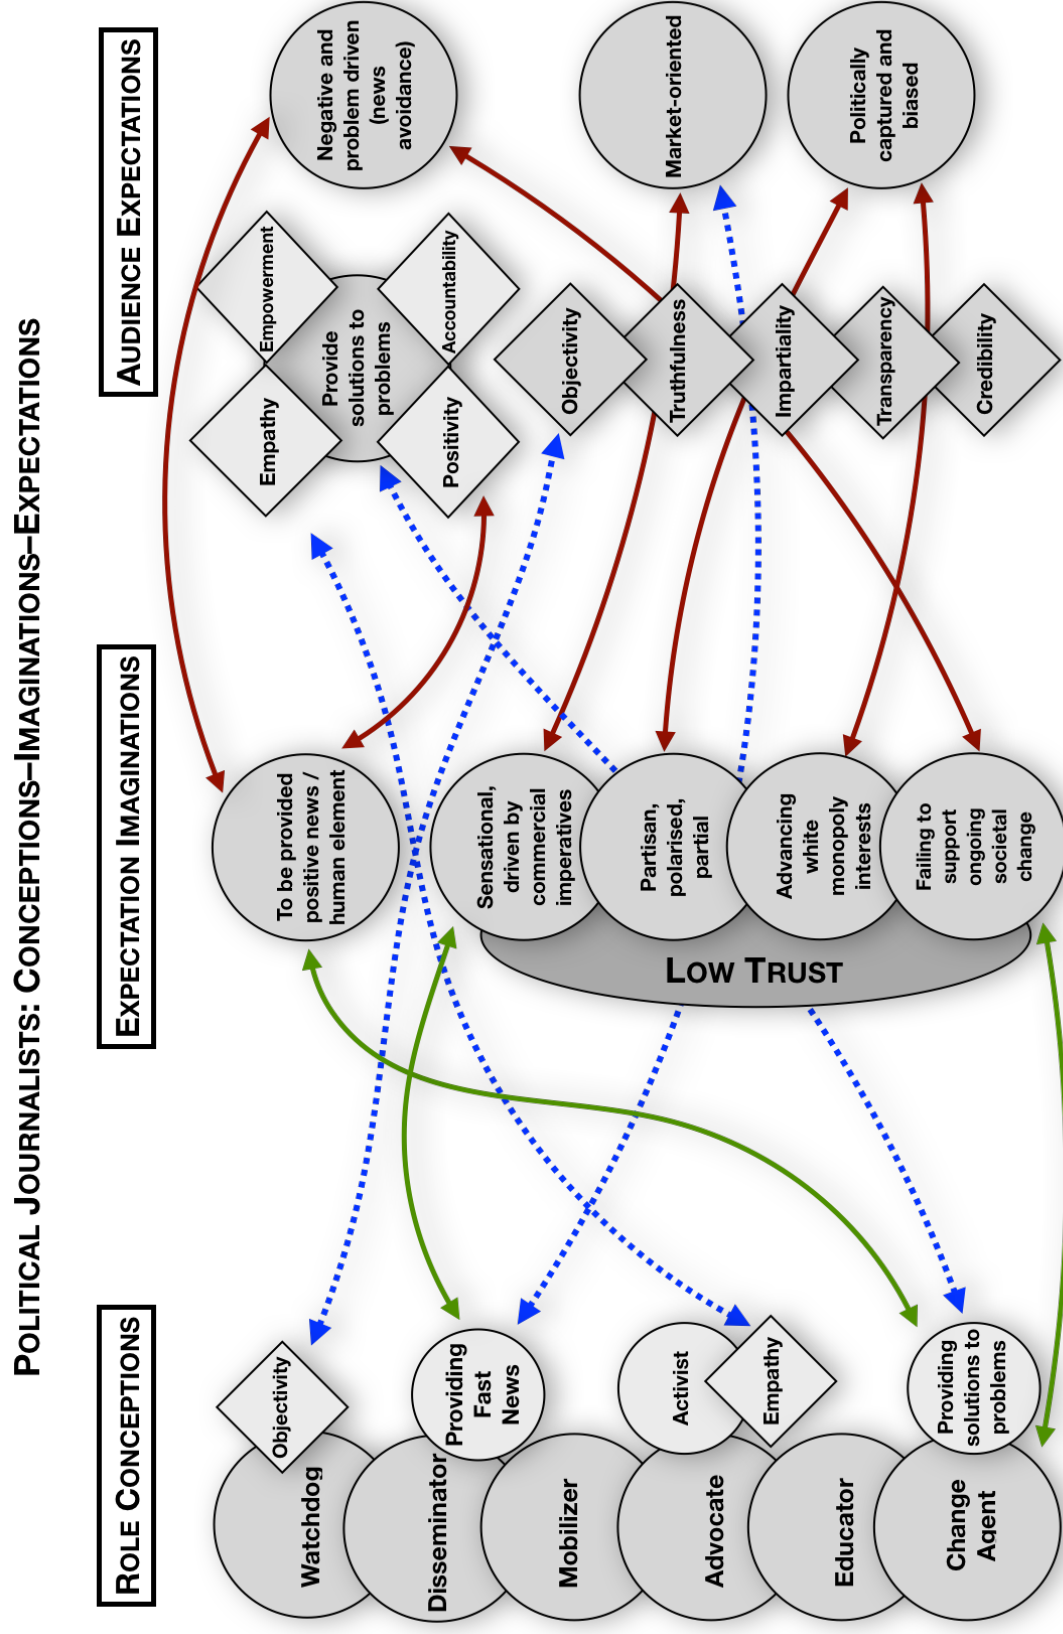 POLITICAL JOURNALISTS: CONCEPTIONS–IMAGINATIONS–EXPECTATIONS
ROLE CONCEPTIONS
EXPECTATION IMAGINATIONS
AUDIENCE EXPECTATIONS
Watchdog
Objectivity
Disseminator
Providing
Fast
News
Mobilizer
Advocate
Activist
Empathy
Educator
Change
Agent
Providing
solutions to
problems
To be provided
positive news /
human element
Sensational,
driven by
commercial
imperatives
Partisan,
polarised,
partial
Advancing
white
monopoly
interests
Failing to
support
ongoing
societal
change
LOW TRUST
Empathy
Empowerment
Provide
solutions to
problems
Positivity
Accountability
Objectivity
Truthfulness
Impartiality
Transparency
Credibility
Negative and
problem driven
(news
avoidance)
Market-oriented
Politically
captured and
biased